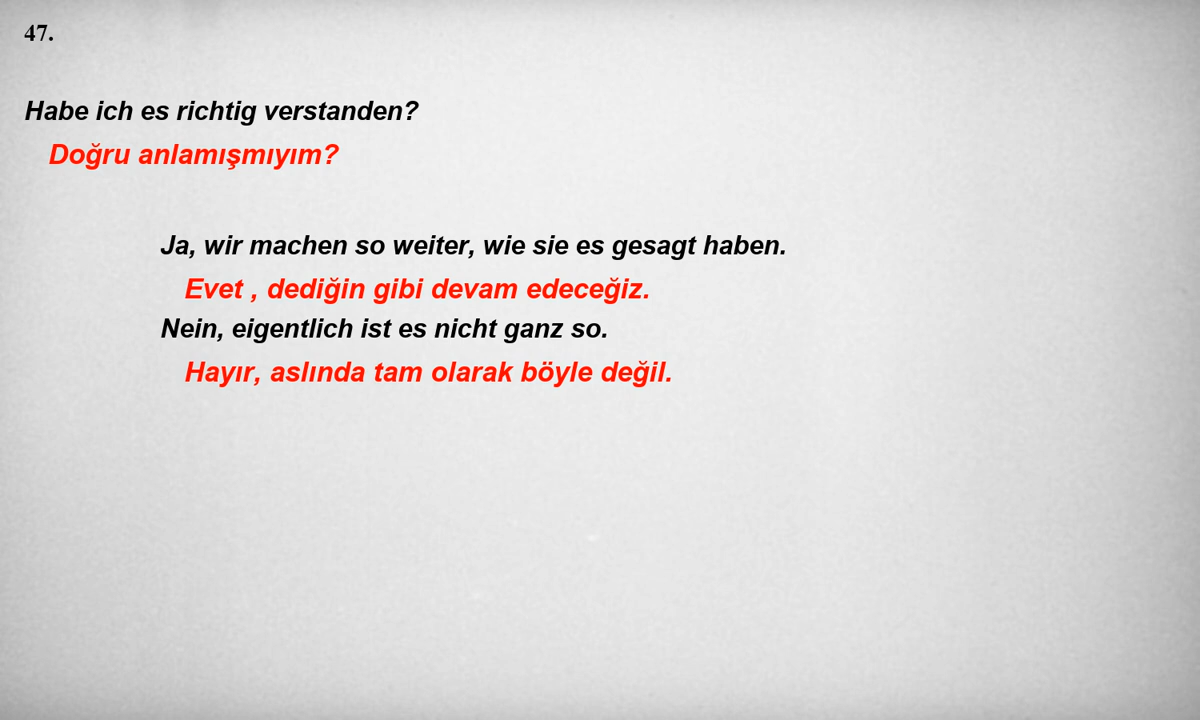 47.
Habe ich es richtig verstanden?
Doğru anlamışmıyım?
Ja, wir machen so weiter, wie sie es gesagt haben.
Evet , dediğin gibi devam edeceğiz.
Nein, eigentlich ist es nicht ganz so.
Hayır, aslında tam olarak böyle değil.